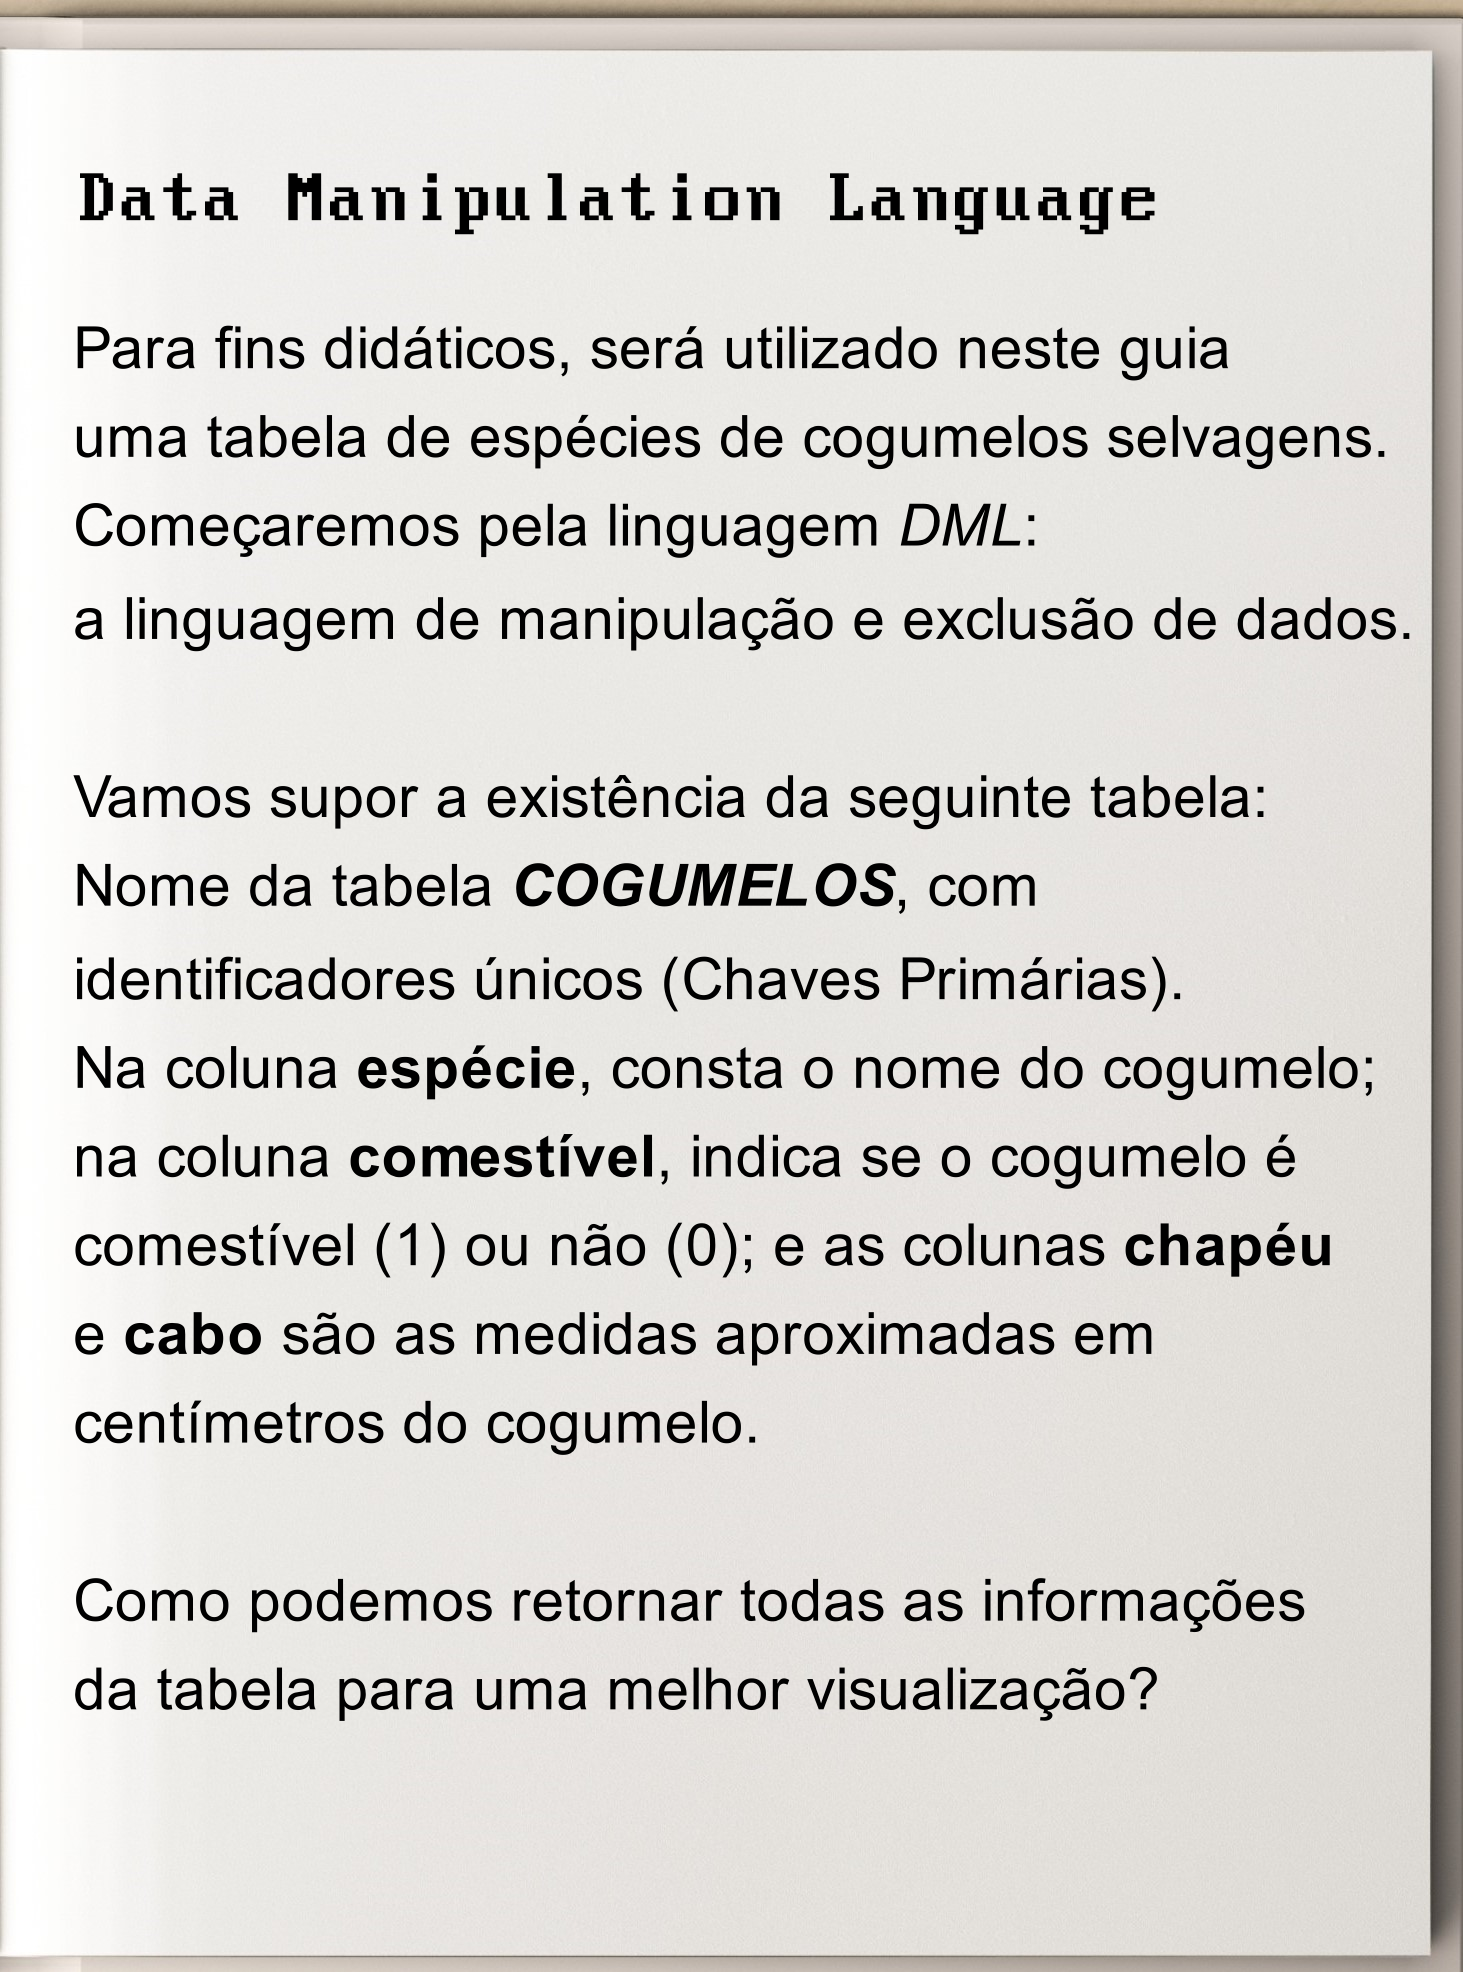 Data Manipulation Language
Para fins didáticos, será utilizado neste guia
uma tabela de espécies de cogumelos selvagens.
Começaremos pela linguagem DML:
a linguagem de manipulação e exclusão de dados.
Vamos supor a existência da seguinte tabela:
Nome da tabela COGUMELOS, com
identificadores únicos (Chaves Primárias).
Na coluna espécie, consta o nome do cogumelo;
na coluna comestível, indica se o cogumelo é
comestível (1) ou não (0); e as colunas chapéu
e cabo são as medidas aproximadas em
centímetros do cogumelo.
Como podemos retornar todas as informações
da tabela para uma melhor visualização?